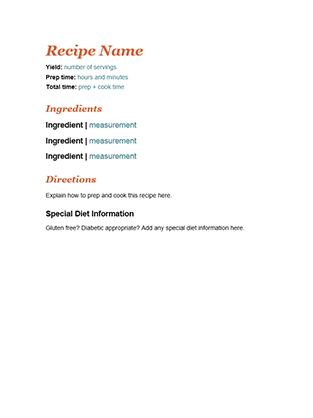 Recipe Name
Yield: number of servings
Prep time: hours and minutes
Total time: prep + cook time
Ingredients
Ingredient | measurement
Ingredient | measurement
Ingredient | measurement
Directions
Explain how to prep and cook this recipe here.
Special Diet Information
Gluten free? Diabetic appropriate? Add any special diet information here.